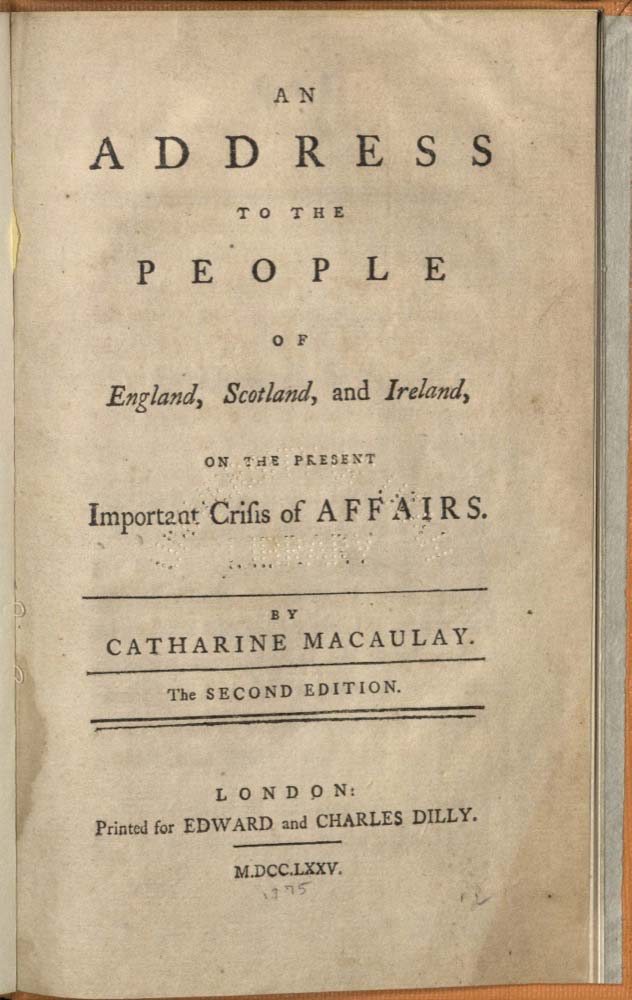 AN
ADDRESS
TO THE
PEOPLE
OF
England, Scotland, and Ireland,
ON THE PRESENT
Important Criſis of AFFAIRS.
LIBRARY
BY
CATHARINE MACAULAY.
The SECOND EDITION.
LONDON:
Printed for EDWARD and CHARLES DILLY.
M.DCC.LXXV.